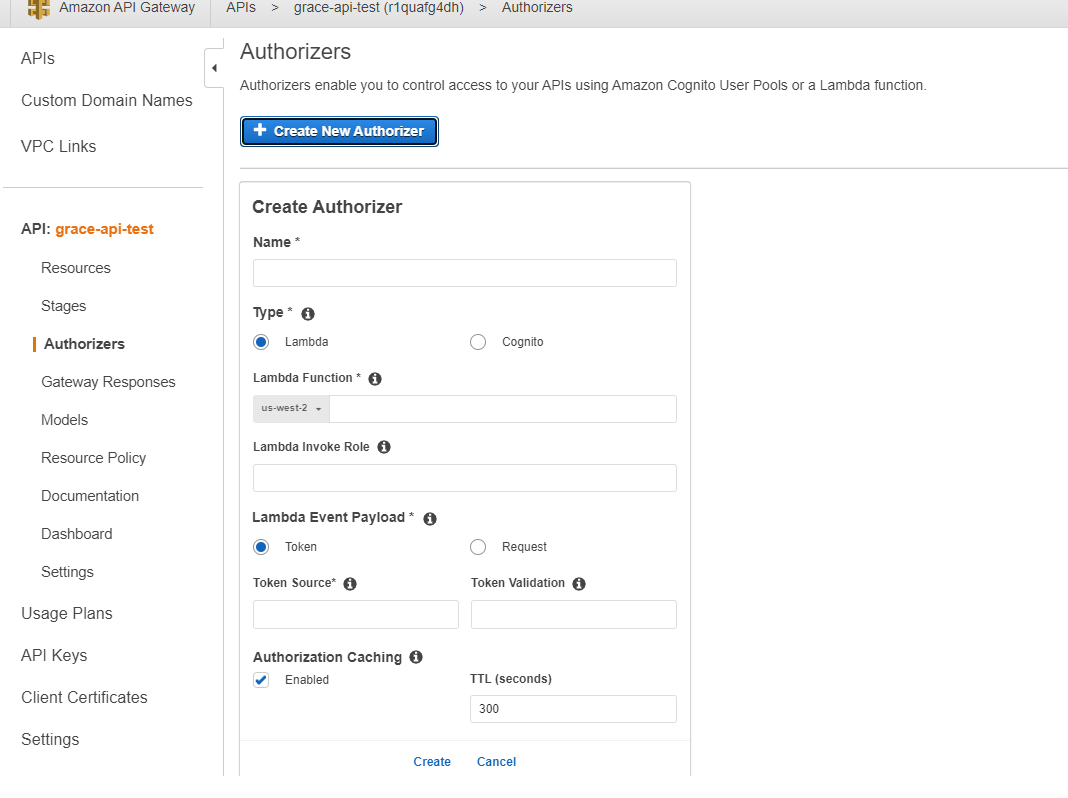 Amazon API Gateway APIs > grace-api-test (r1quafg4dh) > Authorizers
APIs
Custom Domain Names
VPC Links
API: grace-api-test
Resources
Stages
Authorizers
Gateway Responses
Models
Resource Policy
Documentation
Dashboard
Settings
Usage Plans
API Keys
Client Certificates
Settings
Authorizers
Authorizers enable you to control access to your APIs using Amazon Cognito User Pools or a Lambda function.
+ Create New Authorizer
Create Authorizer
Name *
Type *
Lambda Cognito
Lambda Function *
us-west-2
Lambda Invoke Role
Lambda Event Payload *
Token Request
Token Source* Token Validation
Authorization Caching
Enabled TTL (seconds)
300
Create Cancel